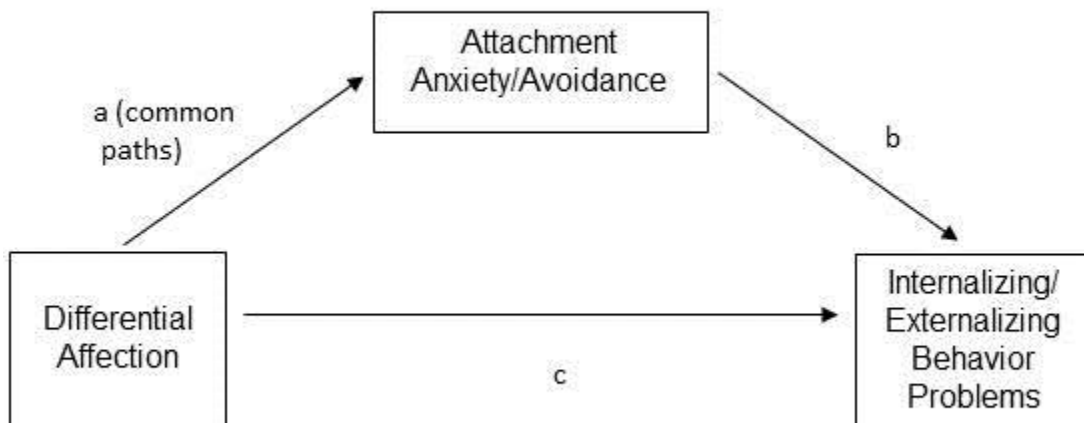 Attachment
Anxiety/Avoidance
a (common
paths)
b
Differential
Affection
c
Internalizing/
Externalizing
Behavior
Problems